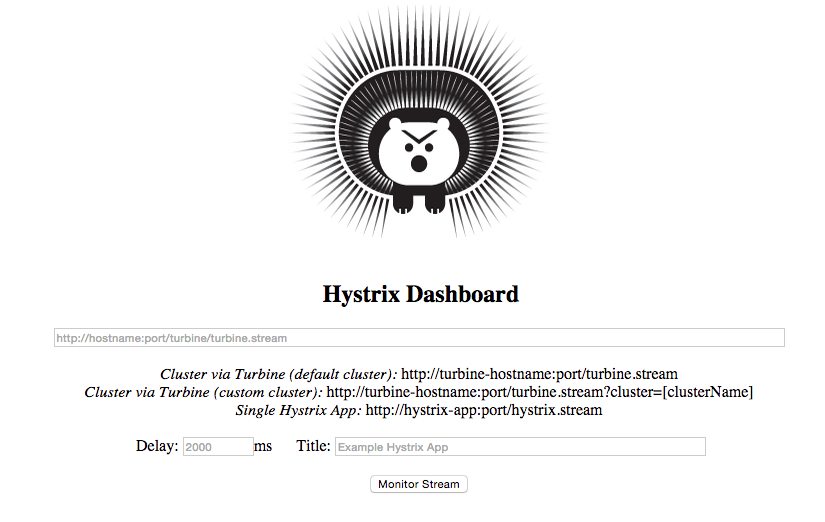 Hystrix Dashboard
http://hostname:port/turbine/turbine.stream
Cluster via Turbine (default cluster): http://turbine-hostname:port/turbine.stream
Cluster via Turbine (custom cluster): http://turbine-hostname:port/turbine.stream?cluster=[clusterName]
Single Hystrix App: http://hystrix-app:port/hystrix.stream
Delay: 2000 ms Title: Example Hystrix App
Monitor Stream